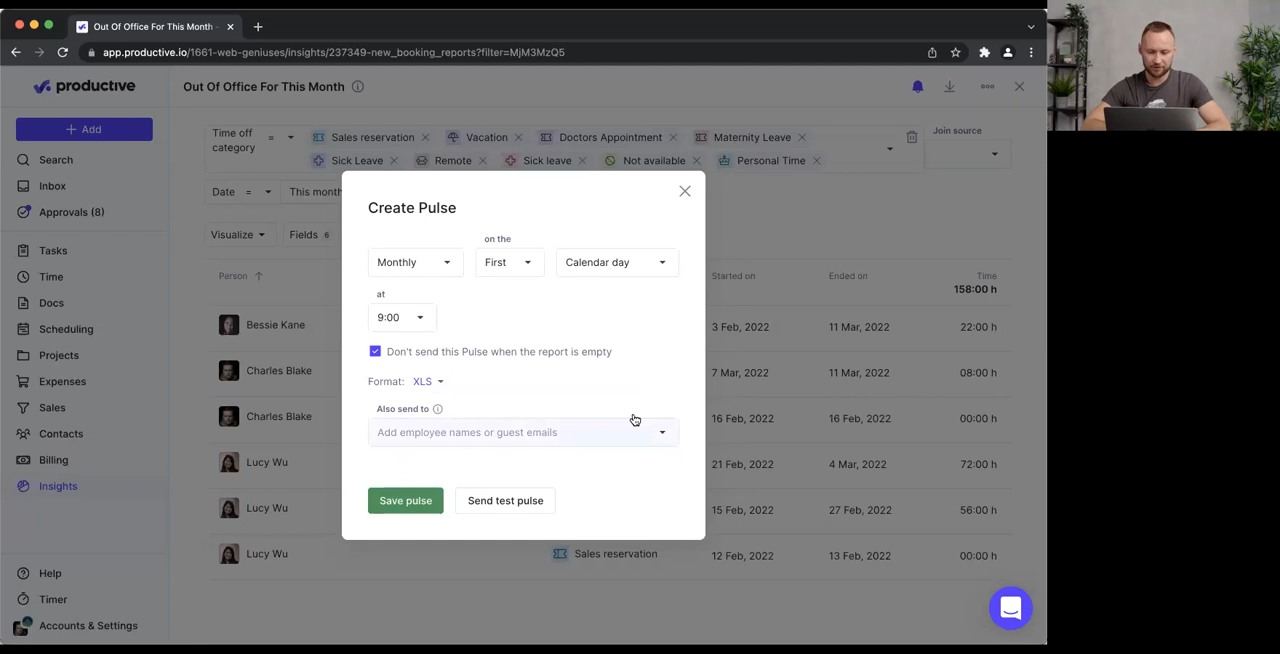 Out Of Office For This Month -
app.productive.io/1661-web-geniuses/insights/237349-new_booking_reports?filter=MjM3MzQ5
productive
Out Of Office For This Month
Add
Search
Inbox
Approvals (8)
Tasks
Time
Docs
Scheduling
Projects
Expenses
Sales
Contacts
Billing
Insights
Help
Timer
Accounts & Settings
Time off category =
Sales reservation
Vacation
Doctors Appointment
Maternity Leave
Sick Leave
Remote
Sick leave
Not available
Personal Time
Join source
Date = This month
Visualize
Fields 6
Person
Started on
Ended on
Time
158:00 h
Bessie Kane 3 Feb, 2022 11 Mar, 2022 22:00 h
Charles Blake 7 Mar, 2022 11 Mar, 2022 08:00 h
Charles Blake 16 Feb, 2022 16 Feb, 2022 00:00 h
Lucy Wu 21 Feb, 2022 4 Mar, 2022 72:00 h
Lucy Wu 15 Feb, 2022 27 Feb, 2022 56:00 h
Lucy Wu Sales reservation 12 Feb, 2022 13 Feb, 2022 00:00 h
Create Pulse
on the
Monthly First Calendar day
at
9:00
Don't send this Pulse when the report is empty
Format: XLS
Also send to
Add employee names or guest emails
Save pulse Send test pulse